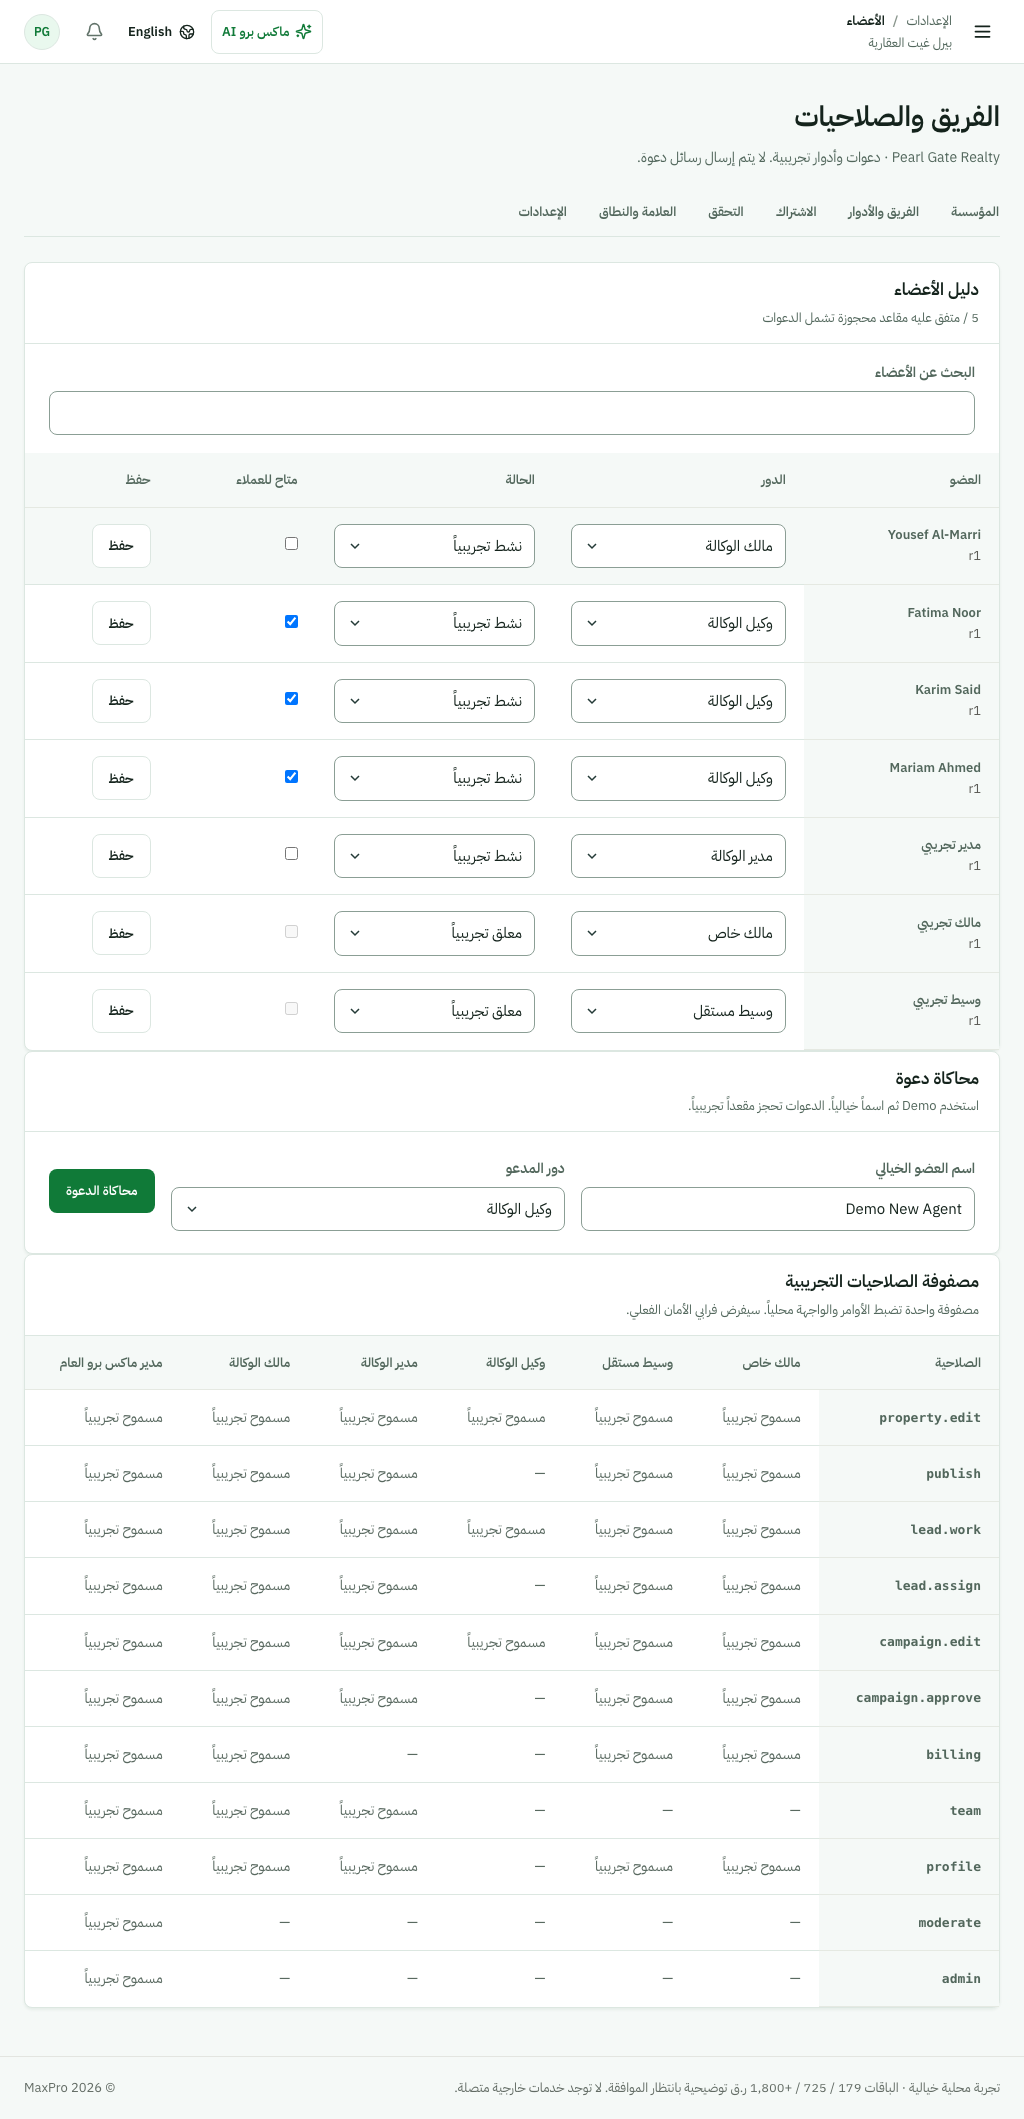 الإعدادات / الأعضاء
بيرل غيت العقارية
ماكس برو AI
English
PG
الفريق والصلاحيات
Pearl Gate Realty · دعوات وأدوار تجريبية. لا يتم إرسال رسائل دعوة.
المؤسسة الفريق والأدوار الاشتراك التحقق العلامة والنطاق الإعدادات
دليل الأعضاء
5 / متفق عليه مقاعد محجوزة تشمل الدعوات
البحث عن الأعضاء
العضو الدور الحالة متاح للعملاء حفظ
Yousef Al-Marri
r1
مالك الوكالة نشط تجريبياً حفظ
Fatima Noor
r1
وكيل الوكالة نشط تجريبياً حفظ
Karim Said
r1
وكيل الوكالة نشط تجريبياً حفظ
Mariam Ahmed
r1
وكيل الوكالة نشط تجريبياً حفظ
مدير تجريبي
r1
مدير الوكالة نشط تجريبياً حفظ
مالك تجريبي
r1
مالك خاص معلق تجريبياً حفظ
وسيط تجريبي
r1
وسيط مستقل معلق تجريبياً حفظ
محاكاة دعوة
استخدم Demo ثم اسماً خيالياً. الدعوات تحجز مقعداً تجريبياً.
اسم العضو الخيالي دور المدعو
Demo New Agent وكيل الوكالة محاكاة الدعوة
مصفوفة الصلاحيات التجريبية
مصفوفة واحدة تضبط الأوامر والواجهة محلياً. سيفرض فرابي الأمان الفعلي.
الصلاحية مالك خاص وسيط مستقل وكيل الوكالة مدير الوكالة مالك الوكالة مدير ماكس برو العام
property.edit مسموح تجريبياً مسموح تجريبياً مسموح تجريبياً مسموح تجريبياً مسموح تجريبياً مسموح تجريبياً
publish مسموح تجريبياً مسموح تجريبياً — مسموح تجريبياً مسموح تجريبياً مسموح تجريبياً
lead.work مسموح تجريبياً مسموح تجريبياً مسموح تجريبياً مسموح تجريبياً مسموح تجريبياً مسموح تجريبياً
lead.assign مسموح تجريبياً مسموح تجريبياً — مسموح تجريبياً مسموح تجريبياً مسموح تجريبياً
campaign.edit مسموح تجريبياً مسموح تجريبياً مسموح تجريبياً مسموح تجريبياً مسموح تجريبياً مسموح تجريبياً
campaign.approve مسموح تجريبياً مسموح تجريبياً — مسموح تجريبياً مسموح تجريبياً مسموح تجريبياً
billing مسموح تجريبياً مسموح تجريبياً — — مسموح تجريبياً مسموح تجريبياً
team — — — مسموح تجريبياً مسموح تجريبياً مسموح تجريبياً
profile مسموح تجريبياً مسموح تجريبياً — مسموح تجريبياً مسموح تجريبياً مسموح تجريبياً
moderate — — — — — مسموح تجريبياً
admin — — — — — مسموح تجريبياً
تجربة محلية خيالية · الباقات 179 / 725 / +1,800 ر.ق توضيحية بانتظار الموافقة. لا توجد خدمات خارجية متصلة.
© 2026 MaxPro